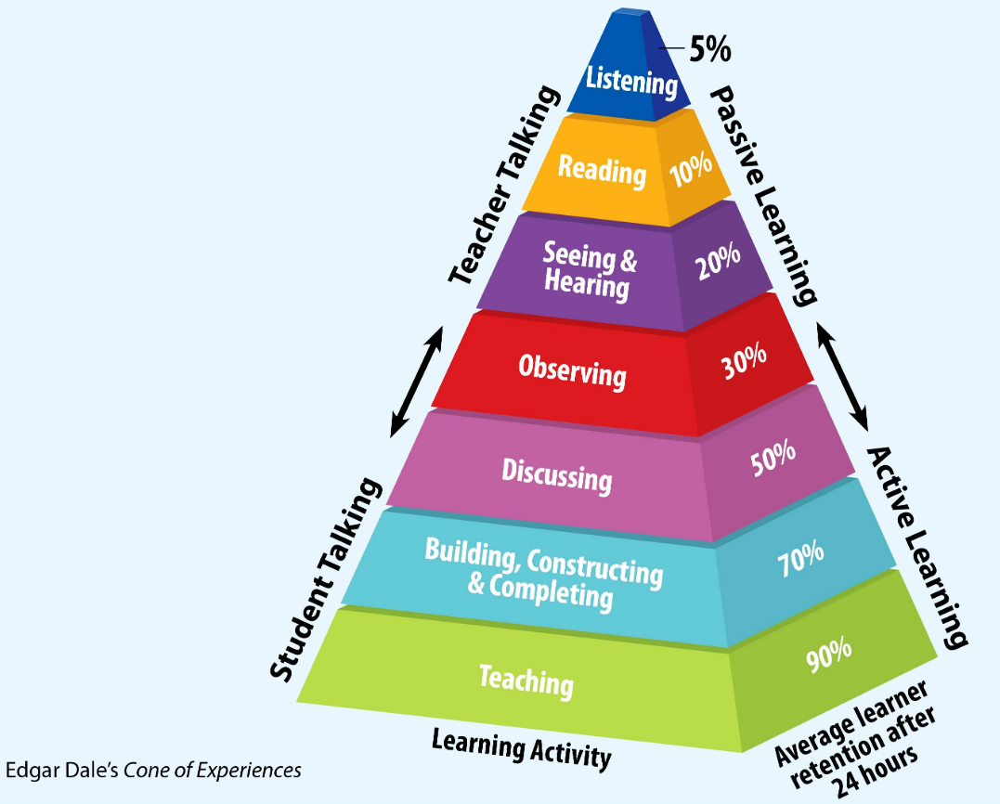 5%
Listening
Reading
10%
Seeing &
Hearing
20%
Observing
30%
Discussing
50%
Building, Constructing
& Completing
70%
Teaching
90%
Teacher Talking
Student Talking
Passive Learning
Active Learning
Learning Activity
Average learner
retention after
24 hours
Edgar Dale's Cone of Experiences